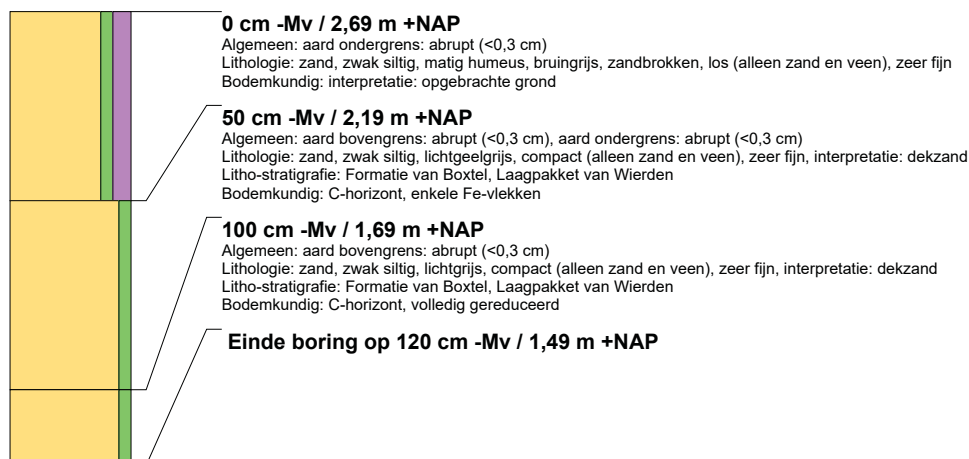 0 cm -Mv / 2,69 m +NAP
Algemeen: aard ondergrens: abrupt (<0,3 cm)
Lithologie: zand, zwak siltig, matig humeus, bruingrijs, zandbrokken, los (alleen zand en veen), zeer fijn
Bodemkundig: interpretatie: opgebrachte grond
50 cm -Mv / 2,19 m +NAP
Algemeen: aard bovengrens: abrupt (<0,3 cm), aard ondergrens: abrupt (<0,3 cm)
Lithologie: zand, zwak siltig, lichtgeelgrijs, compact (alleen zand en veen), zeer fijn, interpretatie: dekzand
Litho-stratigrafie: Formatie van Boxtel, Laagpakket van Wierden
Bodemkundig: C-horizont, enkele Fe-vlekken
100 cm -Mv / 1,69 m +NAP
Algemeen: aard bovengrens: abrupt (<0,3 cm)
Lithologie: zand, zwak siltig, lichtgrijs, compact (alleen zand en veen), zeer fijn, interpretatie: dekzand
Litho-stratigrafie: Formatie van Boxtel, Laagpakket van Wierden
Bodemkundig: C-horizont, volledig gereduceerd
Einde boring op 120 cm -Mv / 1,49 m +NAP